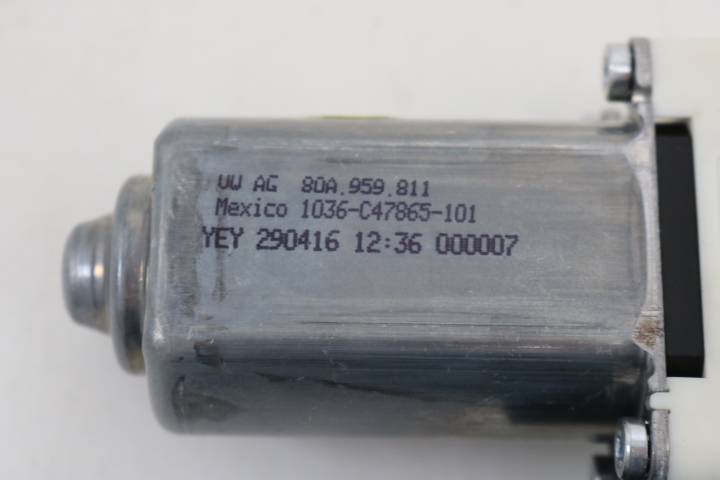 VW AG 80A.959.811
Mexico 1036-C47865-101
YEY 290416 12:36 000007